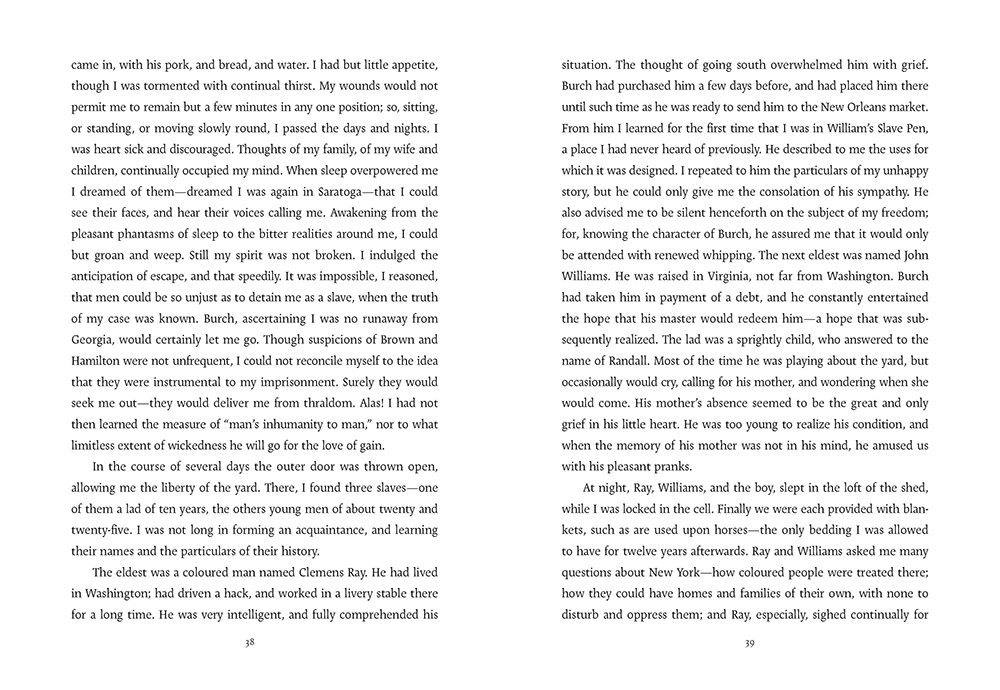 came in, with his pork, and bread, and water. I had but little appetite,
though I was tormented with continual thirst. My wounds would not
permit me to remain but a few minutes in any one position; so, sitting,
or standing, or moving slowly round, I passed the days and nights. I
was heart sick and discouraged. Thoughts of my family, of my wife and
children, continually occupied my mind. When sleep overpowered me
I dreamed of them—dreamed I was again in Saratoga—that I could
see their faces, and hear their voices calling me. Awakening from the
pleasant phantasms of sleep to the bitter realities around me, I could
but groan and weep. Still my spirit was not broken. I indulged the
anticipation of escape, and that speedily. It was impossible, I reasoned,
that men could be so unjust as to detain me as a slave, when the truth
of my case was known. Burch, ascertaining I was no runaway from
Georgia, would certainly let me go. Though suspicions of Brown and
Hamilton were not unfrequent, I could not reconcile myself to the idea
that they were instrumental to my imprisonment. Surely they would
seek me out—they would deliver me from thraldom. Alas! I had not
then learned the measure of “man’s inhumanity to man,” nor to what
limitless extent of wickedness he will go for the love of gain.
In the course of several days the outer door was thrown open,
allowing me the liberty of the yard. There, I found three slaves—one
of them a lad of ten years, the others young men of about twenty and
twenty-five. I was not long in forming an acquaintance, and learning
their names and the particulars of their history.
The eldest was a coloured man named Clemens Ray. He had lived
in Washington; had driven a hack, and worked in a livery stable there
for a long time. He was very intelligent, and fully comprehended his
38
situation. The thought of going south overwhelmed him with grief.
Burch had purchased him a few days before, and had placed him there
until such time as he was ready to send him to the New Orleans market.
From him I learned for the first time that I was in William’s Slave Pen,
a place I had never heard of previously. He described to me the uses for
which it was designed. I repeated to him the particulars of my unhappy
story, but he could only give me the consolation of his sympathy. He
also advised me to be silent henceforth on the subject of my freedom;
for, knowing the character of Burch, he assured me that it would only
be attended with renewed whipping. The next eldest was named John
Williams. He was raised in Virginia, not far from Washington. Burch
had taken him in payment of a debt, and he constantly entertained
the hope that his master would redeem him—a hope that was sub-
sequently realized. The lad was a sprightly child, who answered to the
name of Randall. Most of the time he was playing about the yard, but
occasionally would cry, calling for his mother, and wondering when she
would come. His mother’s absence seemed to be the great and only
grief in his little heart. He was too young to realize his condition, and
when the memory of his mother was not in his mind, he amused us
with his pleasant pranks.
At night, Ray, Williams, and the boy, slept in the loft of the shed,
while I was locked in the cell. Finally we were each provided with blan-
kets, such as are used upon horses—the only bedding I was allowed
to have for twelve years afterwards. Ray and Williams asked me many
questions about New York—how coloured people were treated there;
how they could have homes and families of their own, with none to
disturb and oppress them; and Ray, especially, sighed continually for
39